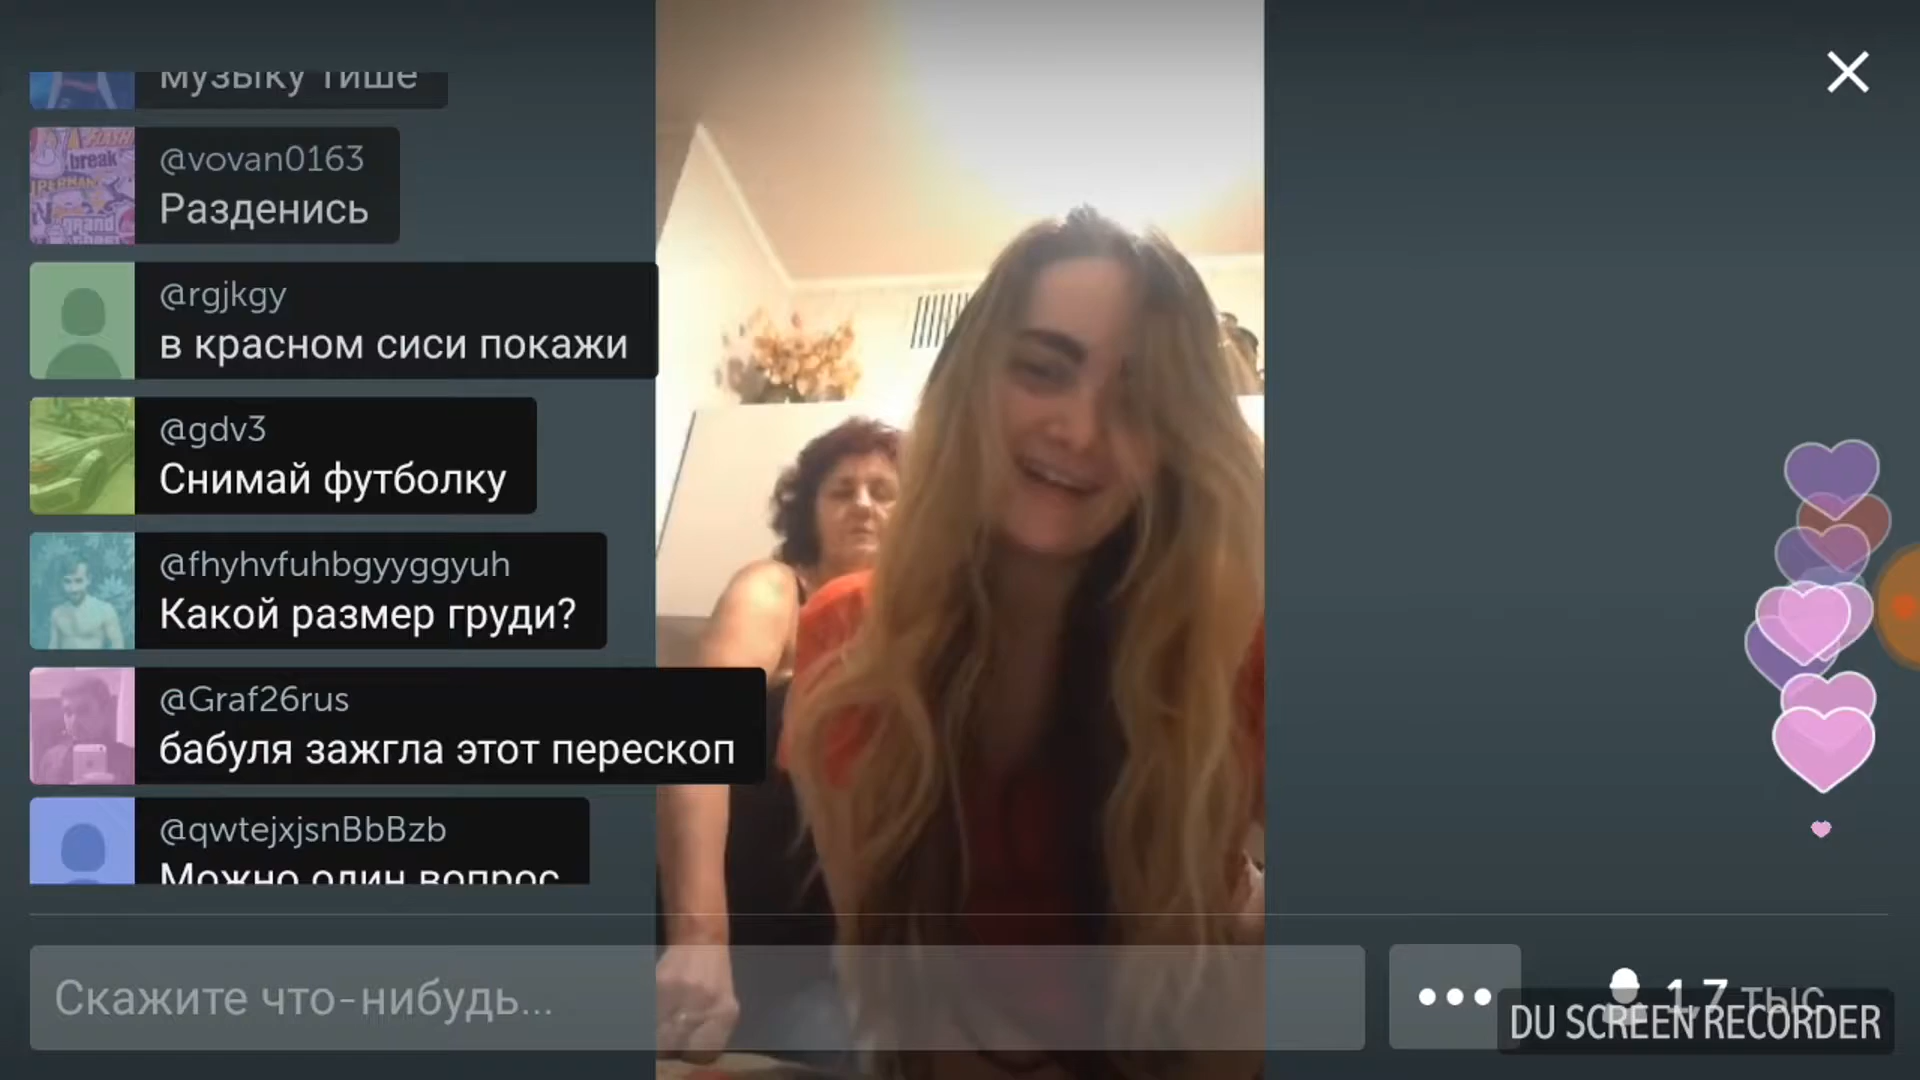 музыку тише
@vovan0163
Разденись
@rgjkgy
в красном сиси покажи
@gdv3
Снимай футболку
@fhyhvfuhbgyyggyuh
Какой размер груди?
@Graf26rus
бабуля зажгла этот перескоп
@qwtejxjsnBbBzb
Можно один вопрос
Скажите что-нибудь...
1,7 тыс
DU SCREEN RECORDER